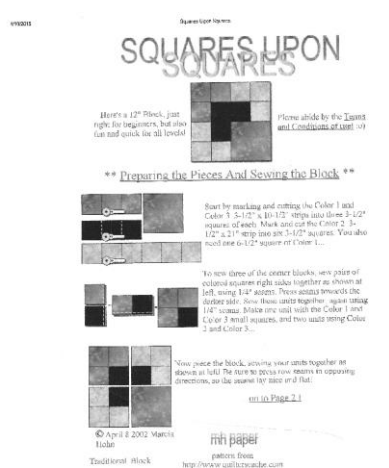 Squares Upon Squares
SQUARES UPON
SQUARES
Here's a 12" Block, just
right for beginners, but also
fun and quick for all levels!
Please abide by the Terms
and Conditions of use!
** Preparing the Pieces And Sewing the Block **
Start by marking and cutting the Color 1 and
Color 3 3-1/2" x 10-1/2" strips into three 3-1/2"
squares of each. Mark and cut the Color 2 3-
1/2" x 21" strip into six 3-1/2" squares. You also
need one 6-1/2" square of Color 1...
To sew three of the corner blocks, sew pairs of
colored squares right sides together as shown at
left, using 1/4" seams. Press seams towards the
darker side. Sew these units together, again using
1/4" seams. Make one unit with the Color 1 and
Color 3 small squares, and two units using Color
2 and Color 3...
Now piece the block, sewing your units together as
shown at left! Be sure to press row seams in opposing
directions, so the seams lay nice and flat!
on to Page 2 !
© April 2002 Marcia
Hohn
mh paper
pattern from
Traditional Block
http://www.quilterscache.com